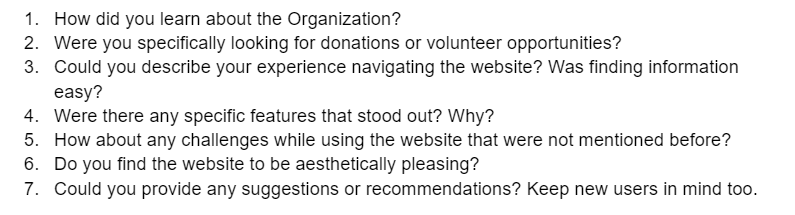 1. How did you learn about the Organization?
2. Were you specifically looking for donations or volunteer opportunities?
3. Could you describe your experience navigating the website? Was finding information
easy?
4. Were there any specific features that stood out? Why?
5. How about any challenges while using the website that were not mentioned before?
6. Do you find the website to be aesthetically pleasing?
7. Could you provide any suggestions or recommendations? Keep new users in mind too.